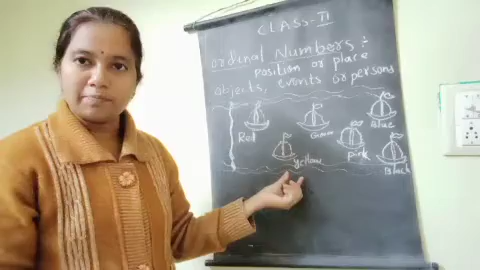 CLASS-II
Ordinal Numbers :
position or place
objects, events or persons
Red
Green
Blue
Yellow
Pink
Black